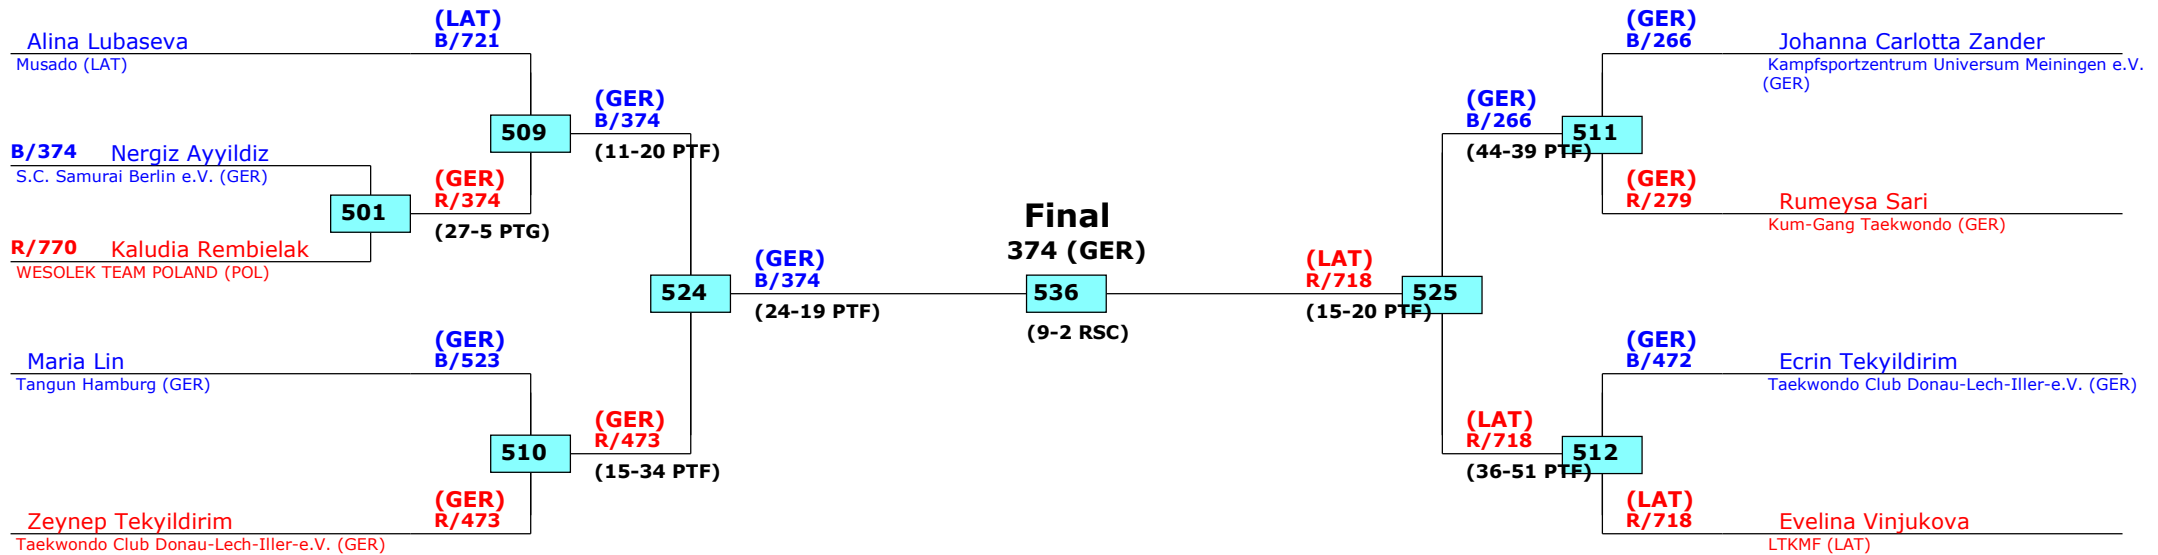 (LAT)
B/721
Alina Lubaseva
Musado (LAT)
509
(GER)
B/374
(11-20 PTF)
B/374 Nergiz Ayyildiz
S.C. Samurai Berlin e.V. (GER)
501
(GER)
R/374
(27-5 PTG)
R/770 Kaludia Rembielak
WESOLEK TEAM POLAND (POL)
524
(GER)
B/374
(24-19 PTF)
(GER)
B/523
Maria Lin
Tangun Hamburg (GER)
510
(GER)
R/473
(15-34 PTF)
(GER)
R/473
Zeynep Tekyildirim
Taekwondo Club Donau-Lech-Iller-e.V. (GER)
Final
374 (GER)
536
(9-2 RSC)
(GER)
B/266
Johanna Carlotta Zander
Kampfsportzentrum Universum Meiningen e.V.
(GER)
(GER)
B/266
511
(44-39 PTF)
(GER)
R/279
Rumeysa Sari
Kum-Gang Taekwondo (GER)
(LAT)
R/718
525
(15-20 PTF)
(GER)
B/472
Ecrin Tekyildirim
Taekwondo Club Donau-Lech-Iller-e.V. (GER)
(LAT)
R/718
512
(36-51 PTF)
(LAT)
R/718
Evelina Vinjukova
LTKMF (LAT)